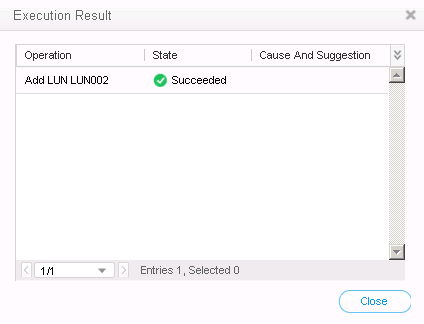 Execution Result
Operation State Cause And Suggestion
Add LUN LUN002 Succeeded
1/1 Entries 1, Selected 0
Close